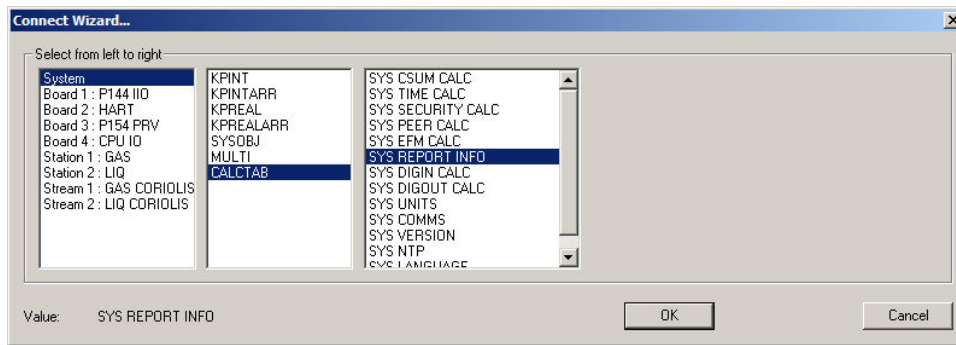 Connect Wizard...
Select from left to right
System
Board 1 : P144 IIO
Board 2 : HART
Board 3 : P154 PRV
Board 4 : CPU IO
Station 1 : GAS
Station 2 : LIQ
Stream 1 : GAS CORIOLIS
Stream 2 : LIQ CORIOLIS
KPINT
KPINTARR
KPREAL
KPREALARR
SYSOBJ
MULTI
CALCTAB
SYS CSUM CALC
SYS TIME CALC
SYS SECURITY CALC
SYS PEER CALC
SYS EFM CALC
SYS REPORT INFO
SYS DIGIN CALC
SYS DIGOUT CALC
SYS UNITS
SYS COMMS
SYS VERSION
SYS NTP
SYS LANGUAGE
Value: SYS REPORT INFO
OK
Cancel